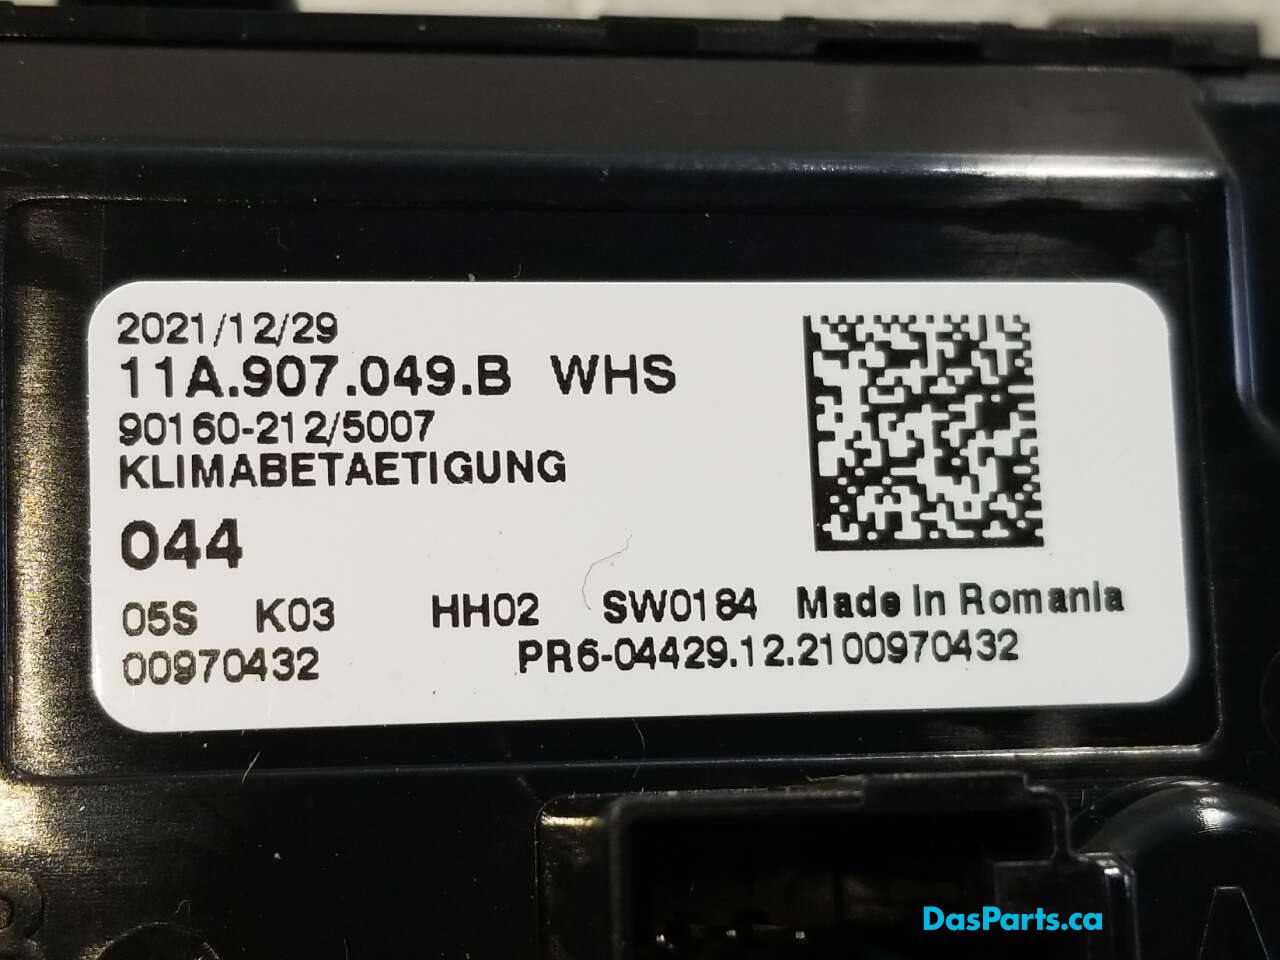 2021/12/29
11A.907.049.B WHS
90160-212/5007
KLIMABETAETIGUNG
044
05S K03 HH02 SW0184 Made in Romania
00970432 PR6-04429.12.2100970432
DasParts.ca